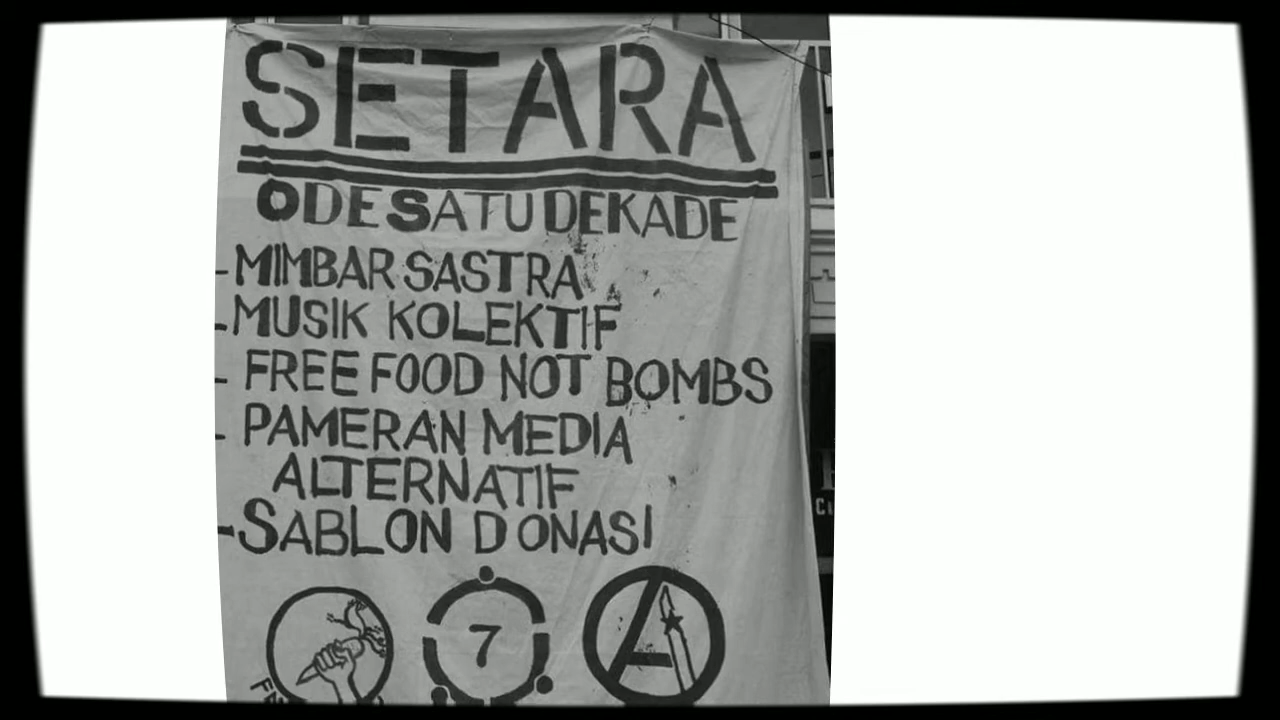 SETARA
ODE SATU DEKADE
-MIMBAR SASTRA
-MUSIK KOLEKTIF
- FREE FOOD NOT BOMBS
- PAMERAN MEDIA
ALTERNATIF
-SABLON DONASI
7
A